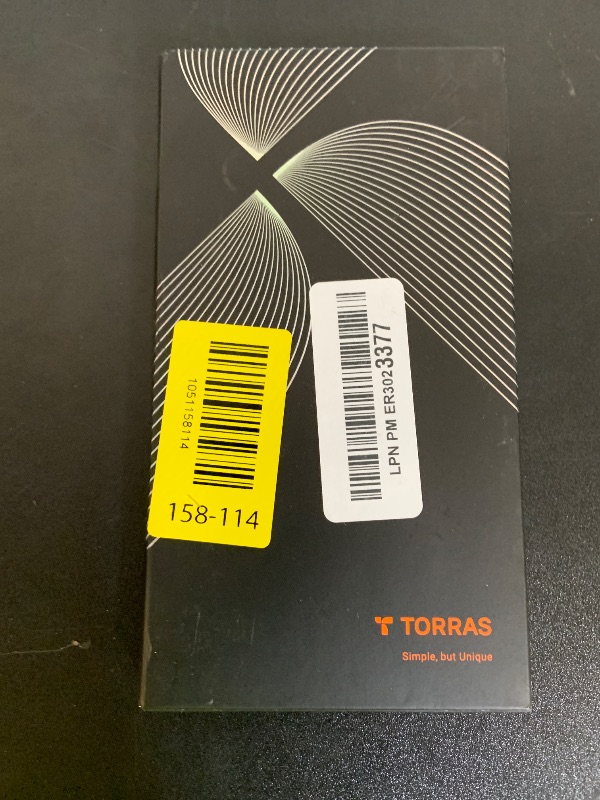 1051158114
158-114
LPN PM ER3023377
TORRAS
Simple, but Unique